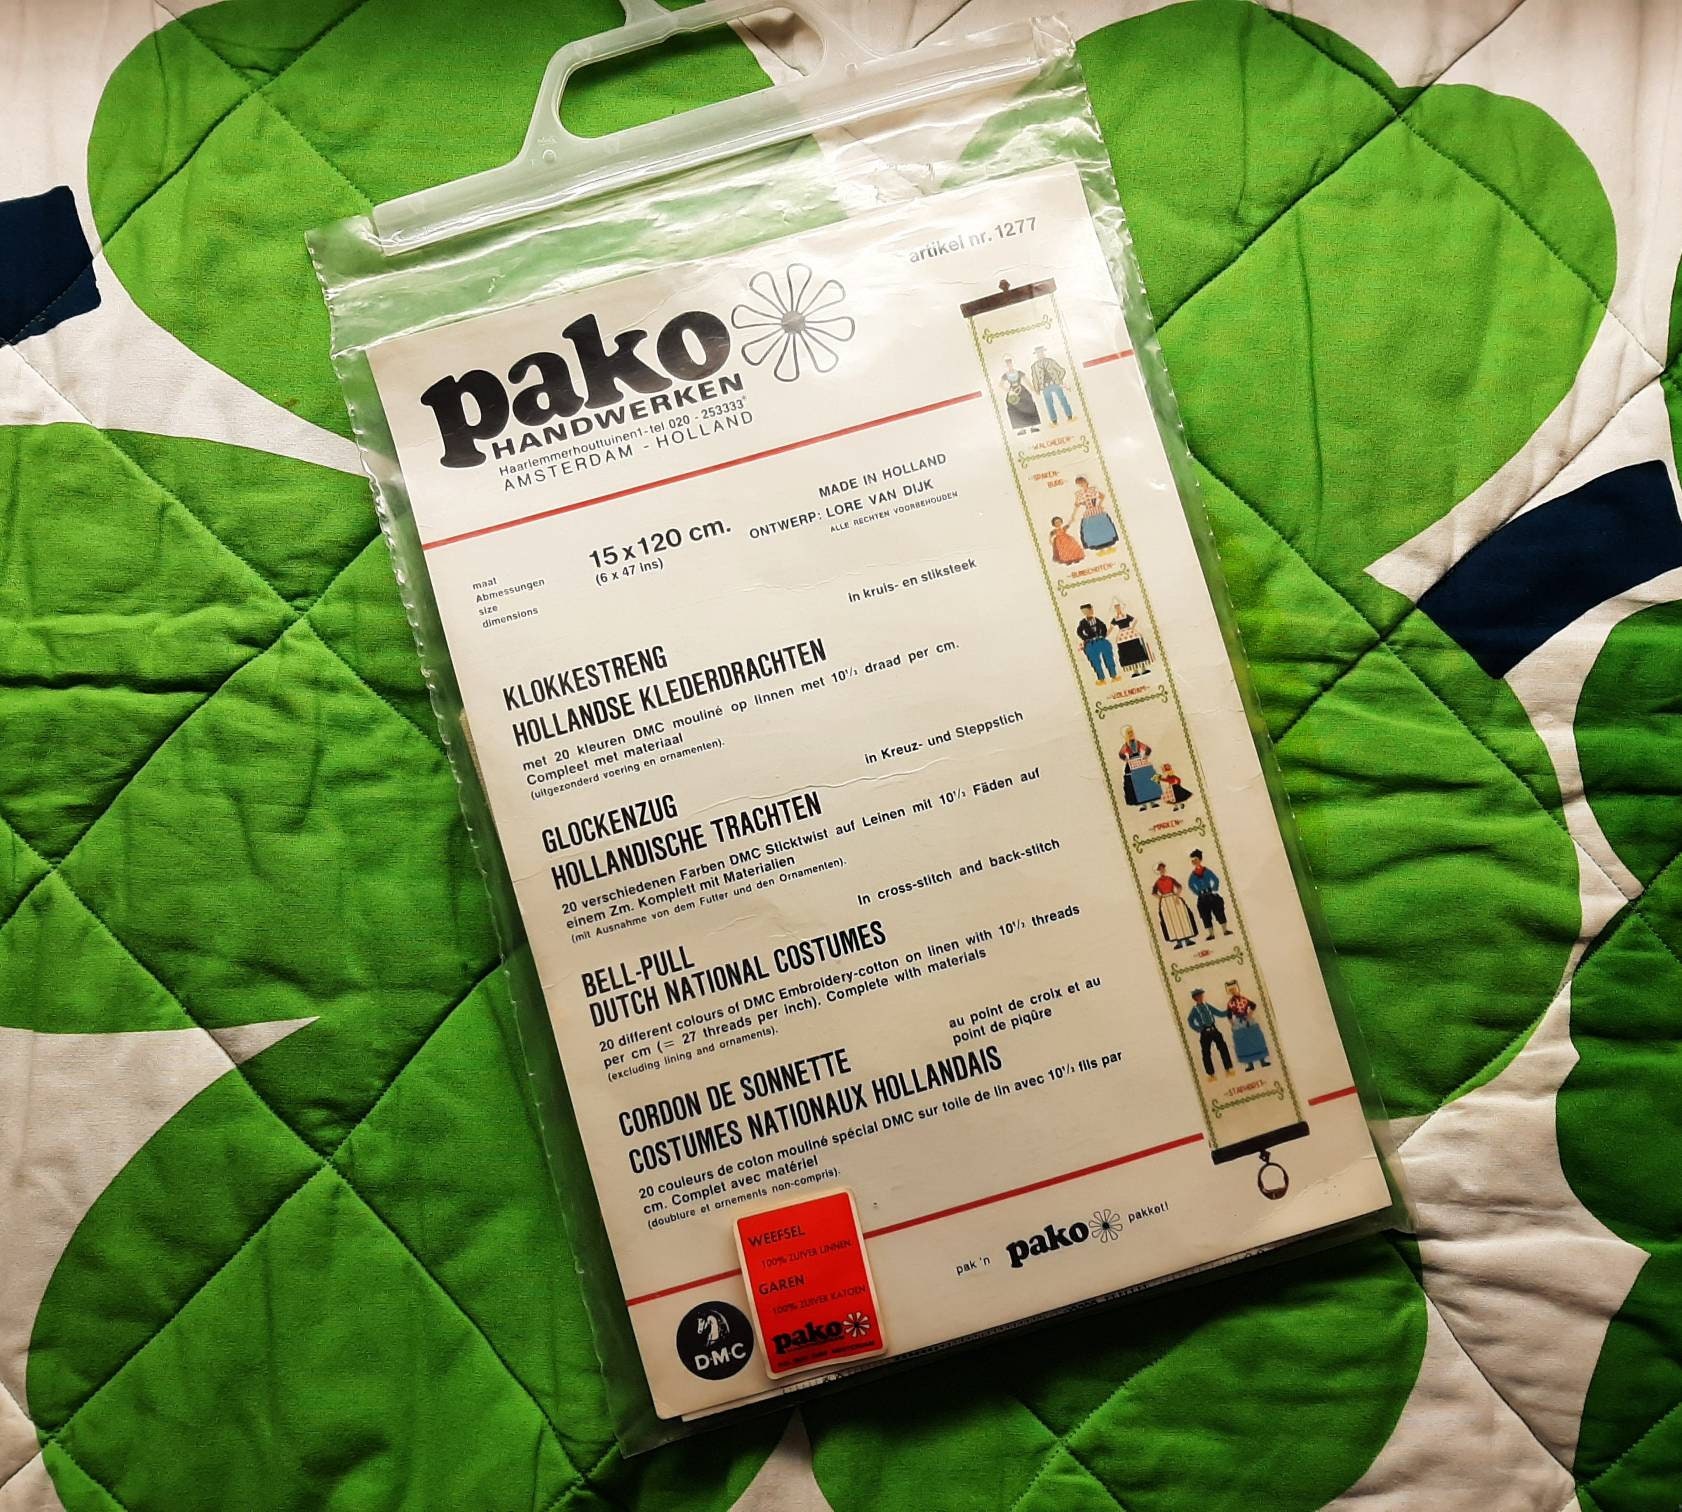 artikel nr. 1277
pako
HANDWERKEN
Haarlemmerhouttuinen1-tel 020 - 253333*
AMSTERDAM - HOLLAND
MADE IN HOLLAND
ONTWERP: LORE VAN DIJK
ALLE RECHTEN VOORBEHOUDEN
maat
Abmessungen
size
dimensions
15 x 120 cm.
(6 x 47 ins)
in kruis- en stiksteek
KLOKKESTRENG
HOLLANDSE KLEDERDRACHTEN
met 20 kleuren DMC mouliné op linnen met 10½ draad per cm.
Compleet met materiaal
(uitgezonderd voering en ornamenten).
in Kreuz- und Steppstich
GLOCKENZUG
HOLLANDISCHE TRACHTEN
20 verschiedenen Farben DMC Sticktwist auf Leinen mit 10½ Fäden auf
einem Zm. Komplett mit Materialien
(mit Ausnahme von dem Futter und den Ornamenten).
In cross-stitch and back-stitch
BELL-PULL
DUTCH NATIONAL COSTUMES
20 different colours of DMC Embroidery-cotton on linen with 10½ threads
per cm (= 27 threads per inch). Complete with materials
(excluding lining and ornaments).
au point de croix et au
point de piqûre
CORDON DE SONNETTE
COSTUMES NATIONAUX HOLLANDAIS
20 couleurs de coton mouliné spécial DMC sur toile de lin avec 10½ fils par
cm. Complet avec matériel
(doublure et ornements non-compris).
WALCHEREN
SPAKEN-
BURG
BUNSCHOTEN
VOLENDAM
MARKEN
URK
STAPHORST
WEEFSEL
100% ZUIVER LINNEN
GAREN
100% ZUIVER KATOEN
pako
D·M·C
pak 'n pako pakket!